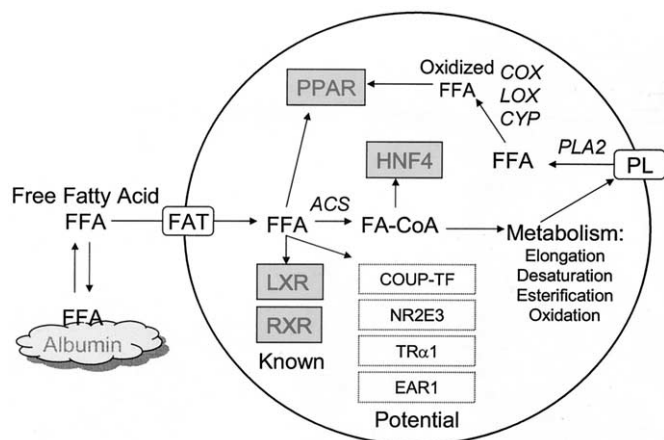 Oxidized
FFA
COX
LOX
CYP
PPAR
HNF4
FFA
PLA2
PL
Free Fatty Acid
FFA
FAT
FFA
ACS
FA-CoA
Metabolism:
Elongation
Desaturation
Esterification
Oxidation
LXR
RXR
Known
COUP-TF
NR2E3
TRα1
EAR1
Potential
FFA
Albumin